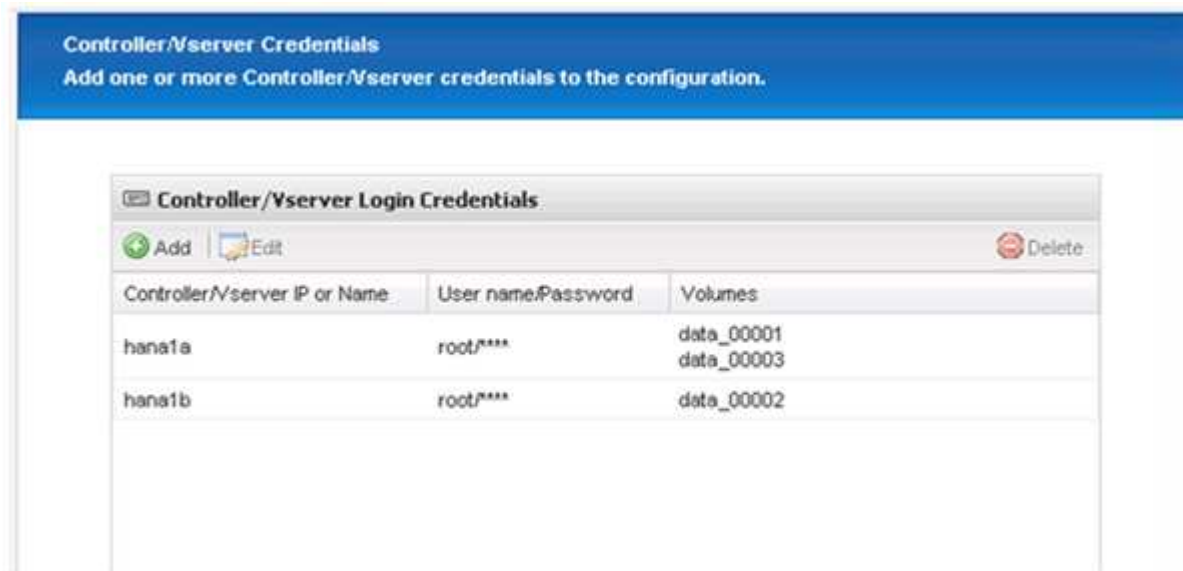 Controller/Vserver Credentials
Add one or more Controller/Vserver credentials to the configuration.
Controller/Vserver Login Credentials
Add Edit Delete
Controller/Vserver IP or Name User name/Password Volumes
hana1a root/**** data_00001
data_00003
hana1b root/**** data_00002